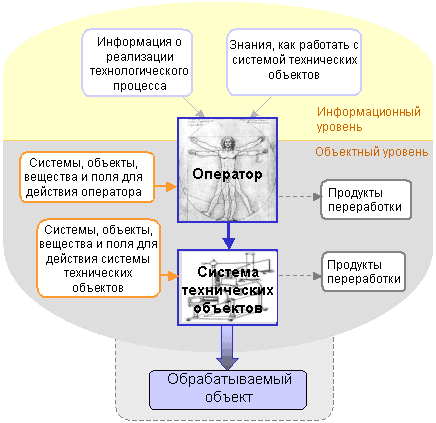 Информация о
реализации
технологического
процесса
Знания, как работать с
системой технических
объектов
Информационный
уровень
Объектный уровень
Системы, объекты,
вещества и поля для
действия оператора
Оператор
Продукты
переработки
Системы, объекты,
вещества и поля для
действия системы
технических
объектов
Система
технических
объектов
Продукты
переработки
Обрабатываемый
объект